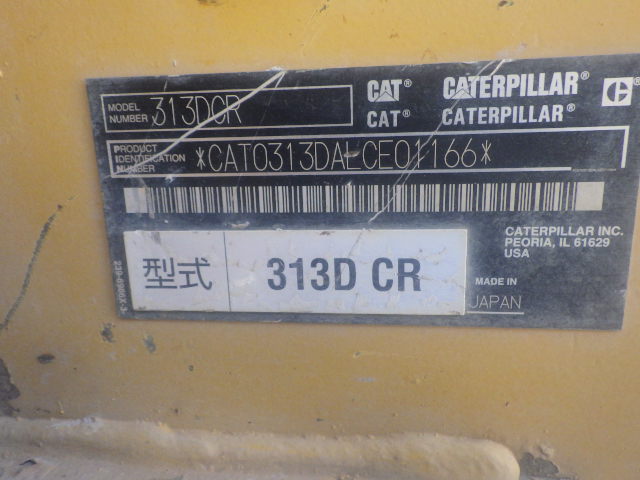 MODEL NUMBER 313DCR
CAT® CATERPILLAR®
CAT® CATERPILLAR®
PRODUCT IDENTIFICATION NUMBER *CAT0313DALCE01166*
CATERPILLAR INC.
PEORIA, IL 61629
USA
型式 313D CR
MADE IN
JAPAN